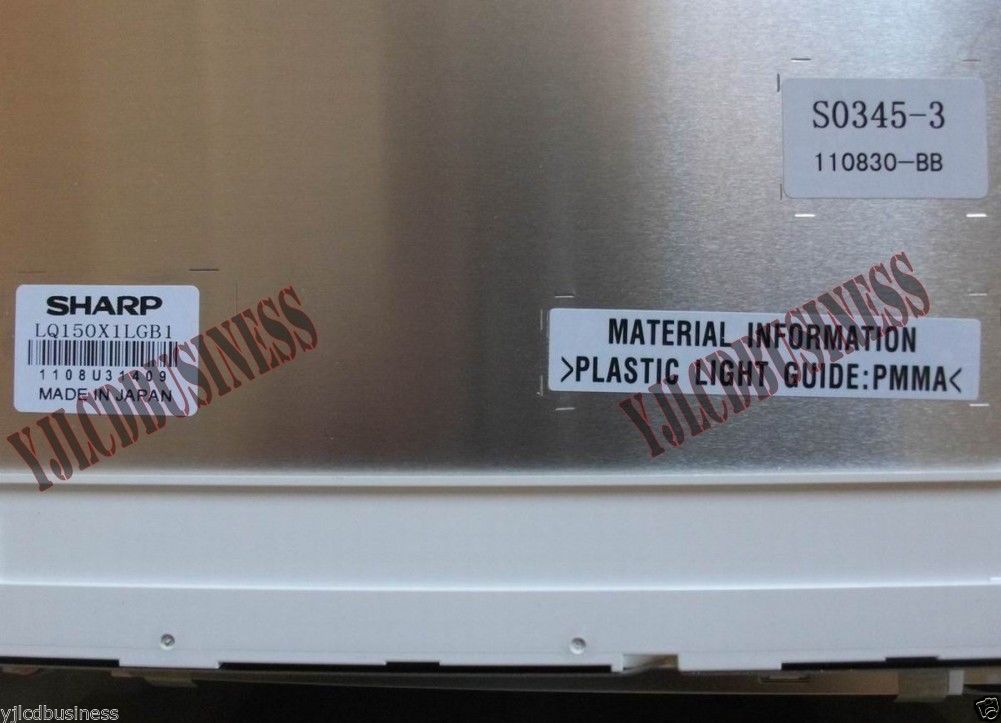 S0345-3
110830-BB
SHARP
LQ150X1LGB1
1108U31409
MADE IN JAPAN
MATERIAL INFORMATION
>PLASTIC LIGHT GUIDE:PMMA<
YJLCDBUSINESS
YJLCDBUSINESS
yjlcdbusiness